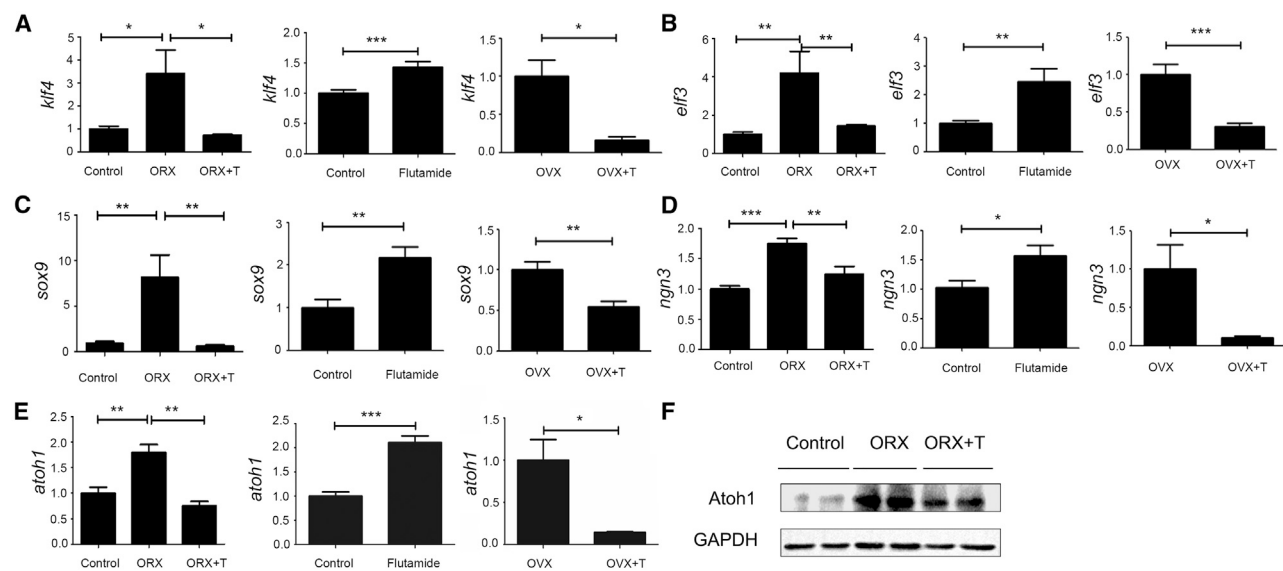 A
klf4
5
4
3
2
1
0
*
*
Control
ORX
ORX+T
klf4
2.0
1.5
1.0
0.5
0.0
***
Control
Flutamide
klf4
1.5
1.0
0.5
0.0
*
OVX
OVX+T
B
elf3
6
4
2
0
**
**
Control
ORX
ORX+T
elf3
4
3
2
1
0
**
Control
Flutamide
elf3
1.5
1.0
0.5
0.0
***
OVX
OVX+T
C
sox9
15
10
5
0
**
**
Control
ORX
ORX+T
sox9
3
2
1
0
**
Control
Flutamide
sox9
1.5
1.0
0.5
0.0
**
OVX
OVX+T
D
ngn3
2.0
1.5
1.0
0.5
0.0
***
**
Control
ORX
ORX+T
ngn3
2.0
1.5
1.0
0.5
0.0
*
Control
Flutamide
ngn3
1.5
1.0
0.5
0.0
*
OVX
OVX+T
E
atoh1
2.5
2.0
1.5
1.0
0.5
0.0
**
**
Control
ORX
ORX+T
atoh1
2.5
2.0
1.5
1.0
0.5
0.0
***
Control
Flutamide
atoh1
1.5
1.0
0.5
0.0
*
OVX
OVX+T
F
Control ORX ORX+T
Atoh1
GAPDH